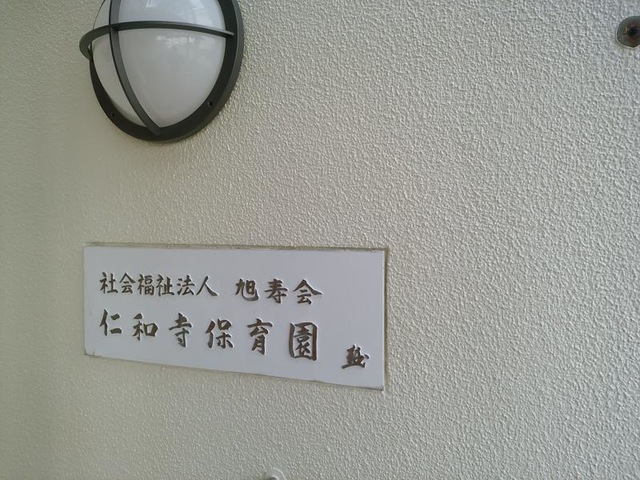 社会福祉法人 旭寿会
仁和寺保育園